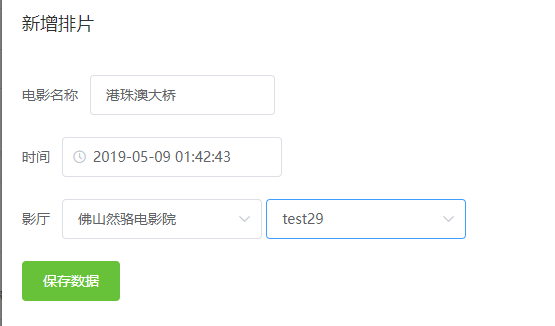 新增排片
电影名称 港珠澳大桥
时间 2019-05-09 01:42:43
影厅 佛山然骆电影院 test29
保存数据